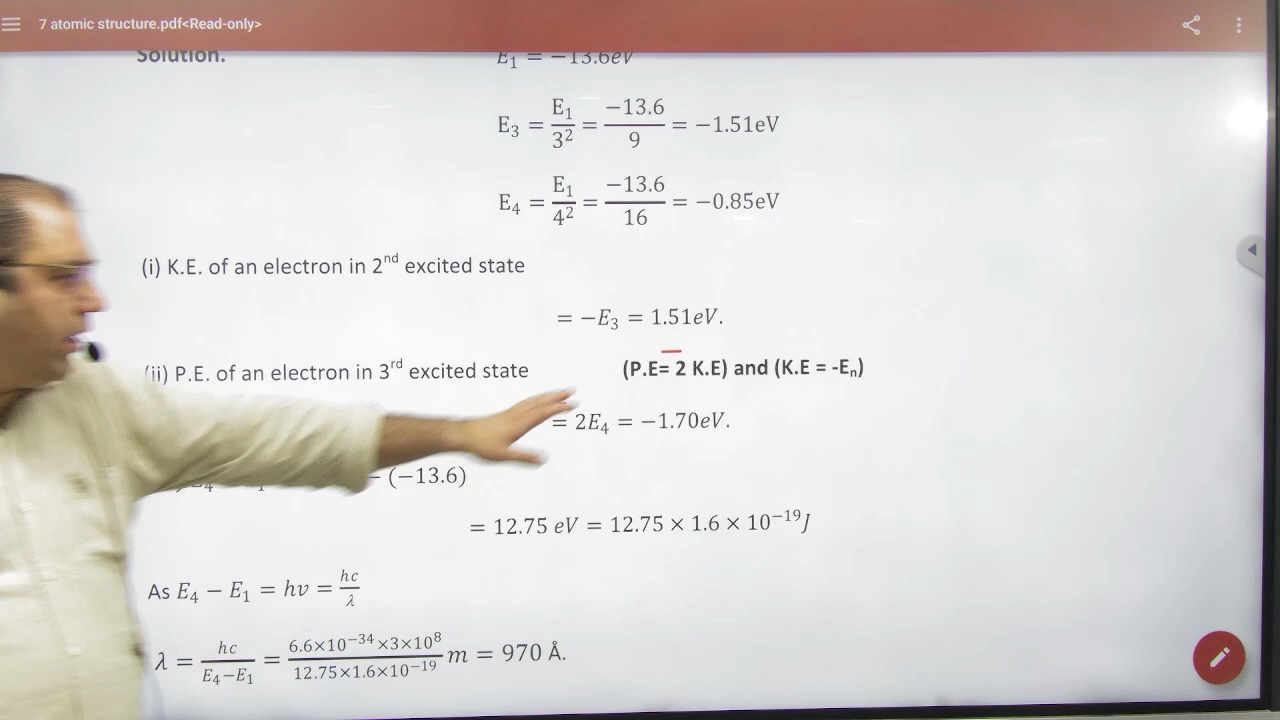 7 atomic structure.pdf<Read-only>
Solution. E₁ = −13.6eV
E₃ = E₁/3² = −13.6/9 = −1.51eV
E₄ = E₁/4² = −13.6/16 = −0.85eV
(i) K.E. of an electron in 2ⁿᵈ excited state
= −E₃ = 1.51eV.
(ii) P.E. of an electron in 3ʳᵈ excited state (P.E= 2 K.E) and (K.E = -Eₙ)
= 2E₄ = −1.70eV.
− (−13.6)
= 12.75 eV = 12.75 × 1.6 × 10⁻¹⁹J
As E₄ − E₁ = hν = hc/λ
λ = hc/(E₄−E₁) = (6.6×10⁻³⁴×3×10⁸)/(12.75×1.6×10⁻¹⁹) m = 970 Å.